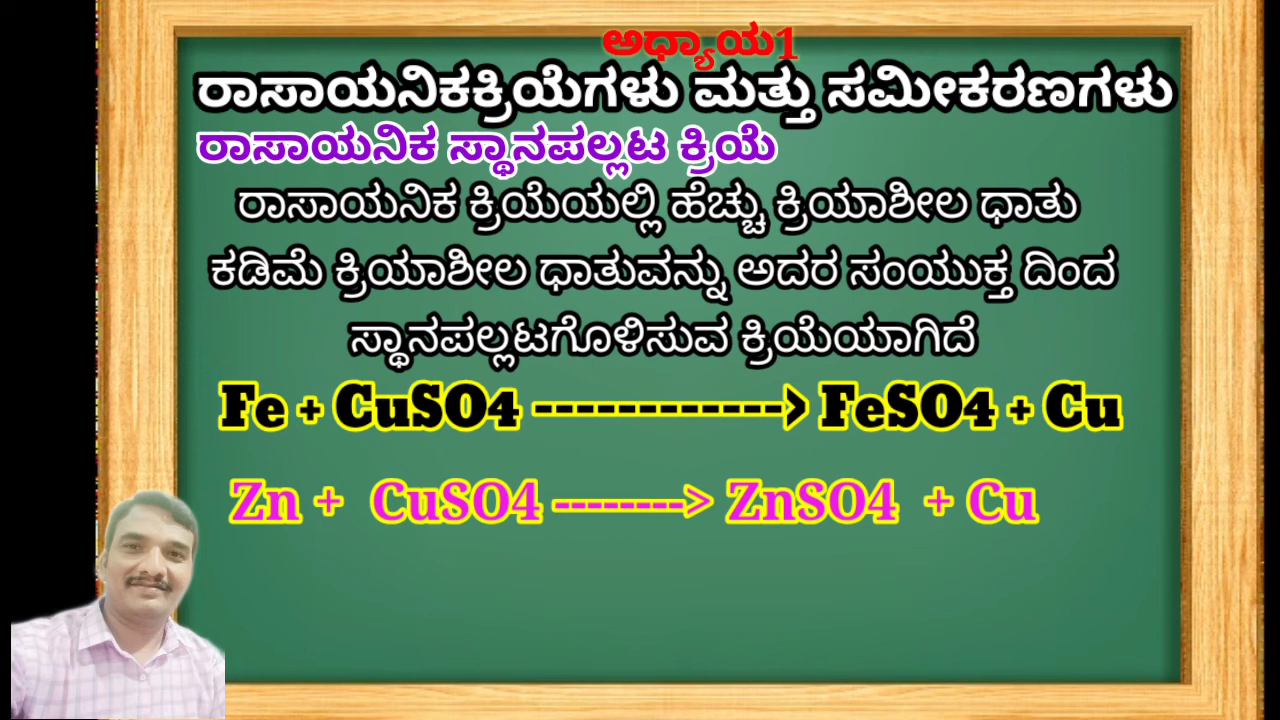 ಅಧ್ಯಾಯ1
ರಾಸಾಯನಿಕಕ್ರಿಯೆಗಳು ಮತ್ತು ಸಮೀಕರಣಗಳು
ರಾಸಾಯನಿಕ ಸ್ಥಾನಪಲ್ಲಟ ಕ್ರಿಯೆ
ರಾಸಾಯನಿಕ ಕ್ರಿಯೆಯಲ್ಲಿ ಹೆಚ್ಚು ಕ್ರಿಯಾಶೀಲ ಧಾತು
ಕಡಿಮೆ ಕ್ರಿಯಾಶೀಲ ಧಾತುವನ್ನು ಅದರ ಸಂಯುಕ್ತ ದಿಂದ
ಸ್ಥಾನಪಲ್ಲಟಗೊಳಿಸುವ ಕ್ರಿಯೆಯಾಗಿದೆ
Fe + CuSO4 ------------> FeSO4 + Cu
Zn + CuSO4 --------> ZnSO4 + Cu